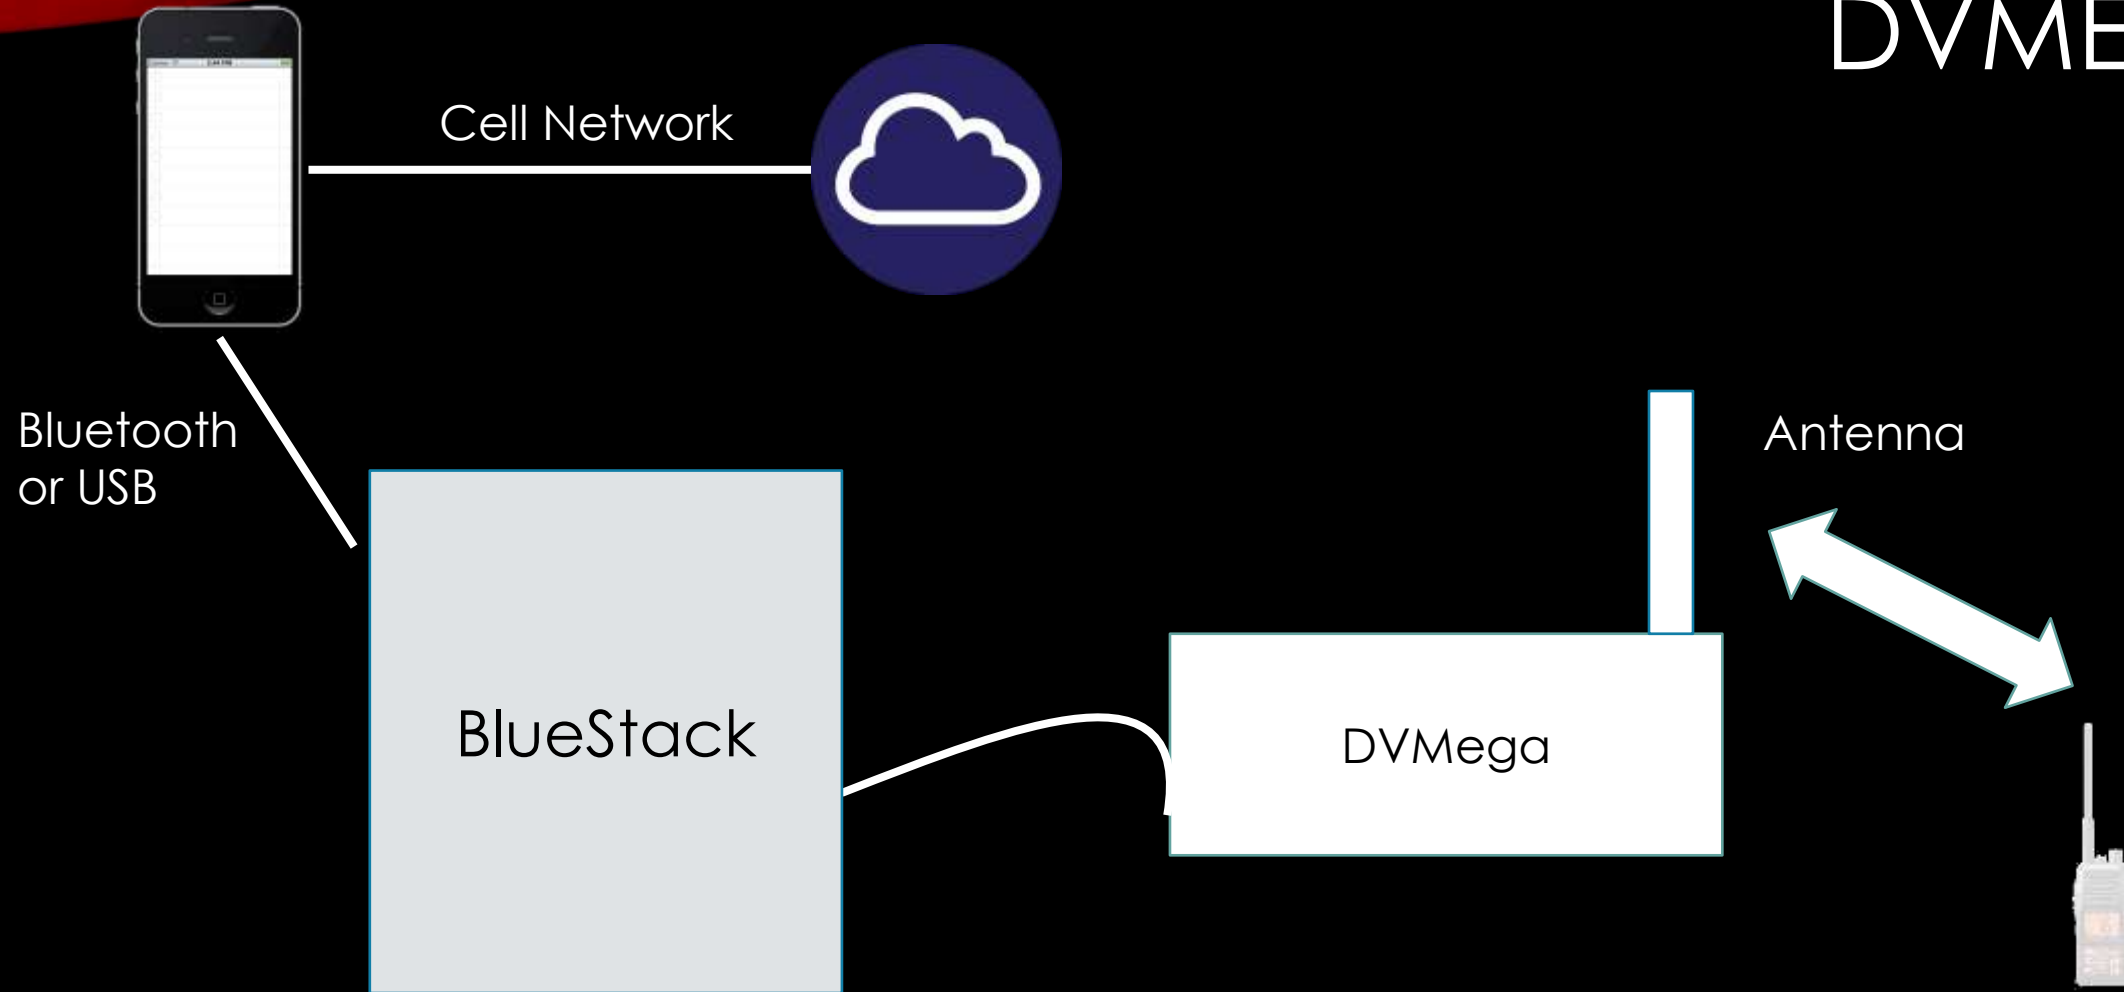 DVME
Cell Network
Bluetooth
or USB
Antenna
BlueStack
DVMega